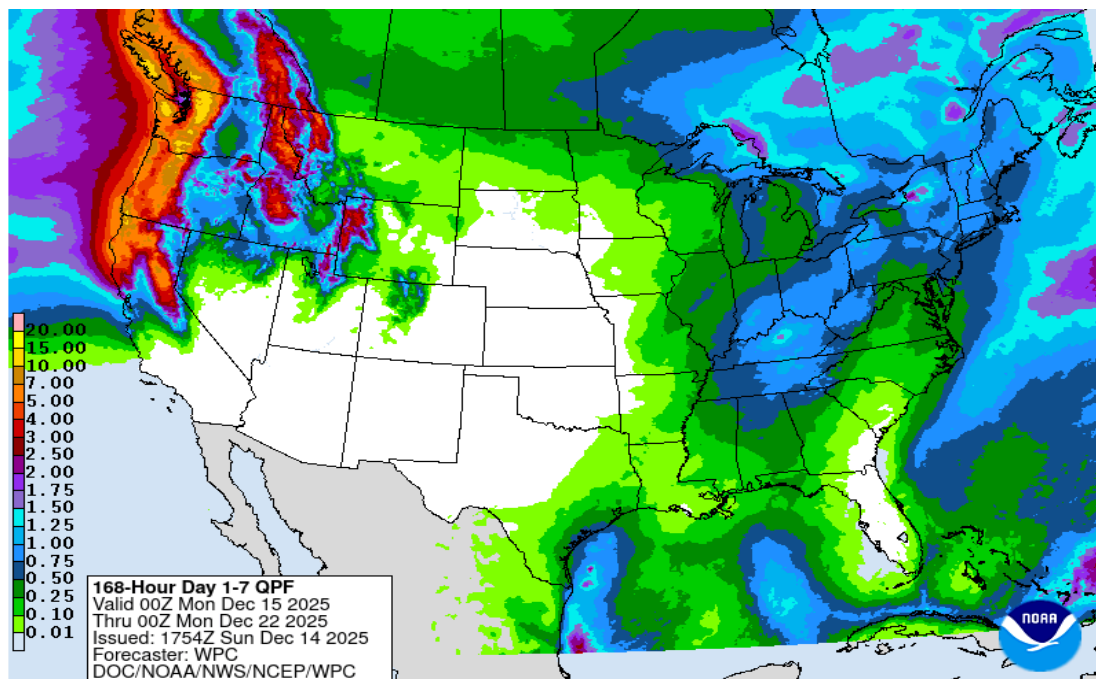 20.00
15.00
10.00
7.00
5.00
4.00
3.00
2.50
2.00
1.75
1.50
1.25
1.00
0.75
0.50
0.25
0.10
0.01
168-Hour Day 1-7 QPF
Valid 00Z Mon Dec 15 2025
Thru 00Z Mon Dec 22 2025
Issued: 1754Z Sun Dec 14 2025
Forecaster: WPC
DOC/NOAA/NWS/NCEP/WPC
NOAA